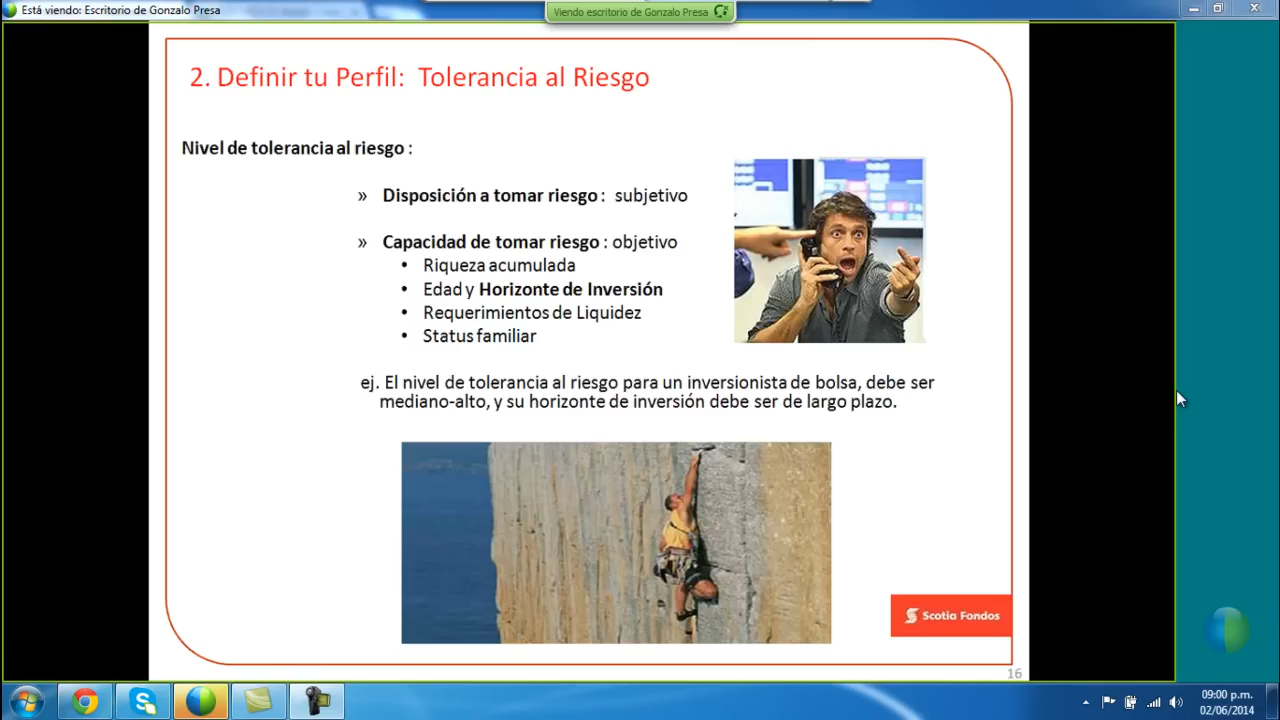 Está viendo: Escritorio de Gonzalo Presa
Viendo escritorio de Gonzalo Presa
2. Definir tu Perfil: Tolerancia al Riesgo
Nivel de tolerancia al riesgo :
» Disposición a tomar riesgo : subjetivo
» Capacidad de tomar riesgo : objetivo
• Riqueza acumulada
• Edad y Horizonte de Inversión
• Requerimientos de Liquidez
• Status familiar
ej. El nivel de tolerancia al riesgo para un inversionista de bolsa, debe ser
mediano-alto, y su horizonte de inversión debe ser de largo plazo.
Scotia Fondos
16
09:00 p.m.
02/06/2014